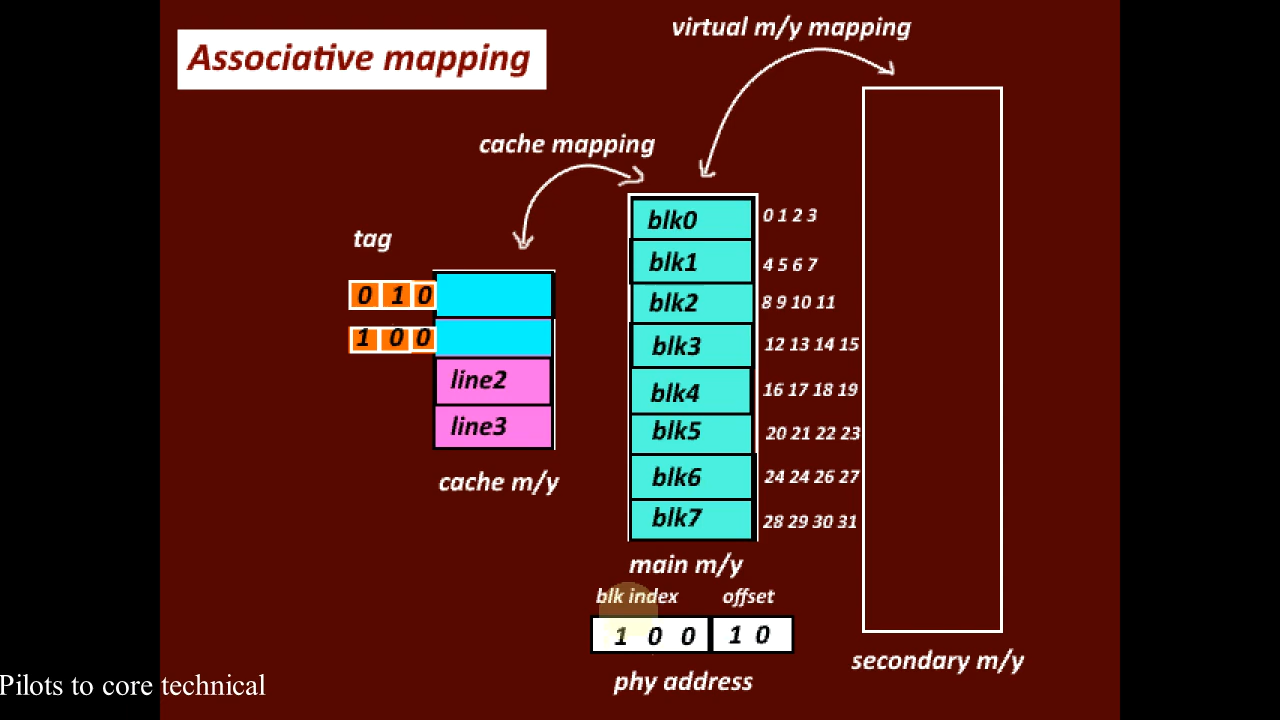 virtual m/y mapping
Associative mapping
cache mapping
tag
0 1 0
1 0 0
line2
line3
cache m/y
blk0 0 1 2 3
blk1 4 5 6 7
blk2 8 9 10 11
blk3 12 13 14 15
blk4 16 17 18 19
blk5 20 21 22 23
blk6 24 24 26 27
blk7 28 29 30 31
main m/y
blk index offset
1 0 0 1 0
phy address
secondary m/y
Pilots to core technical